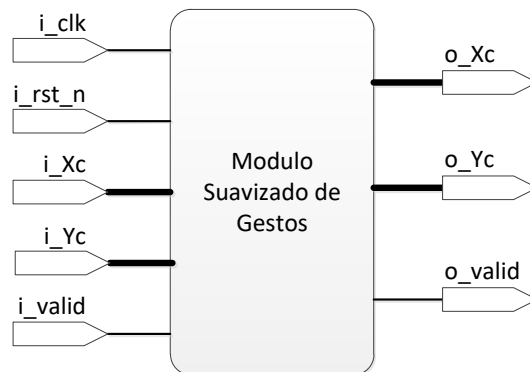 i_clk
i_rst_n
i_Xc
i_Yc
i_valid
Modulo
Suavizado de
Gestos
o_Xc
o_Yc
o_valid